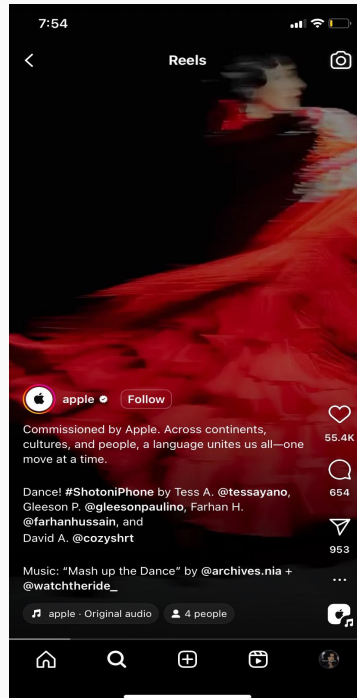 7:54
Reels
apple
Follow
Commissioned by Apple. Across continents,
cultures, and people, a language unites us all—one
move at a time.
Dance! #ShotoniPhone by Tess A. @tessayano,
Gleeson P. @gleesonpaulino, Farhan H.
@farhanhussain, and
David A. @cozyshrt
Music: “Mash up the Dance” by @archives.nia +
@watchtheride_
apple · Original audio
4 people
55.4K
654
953